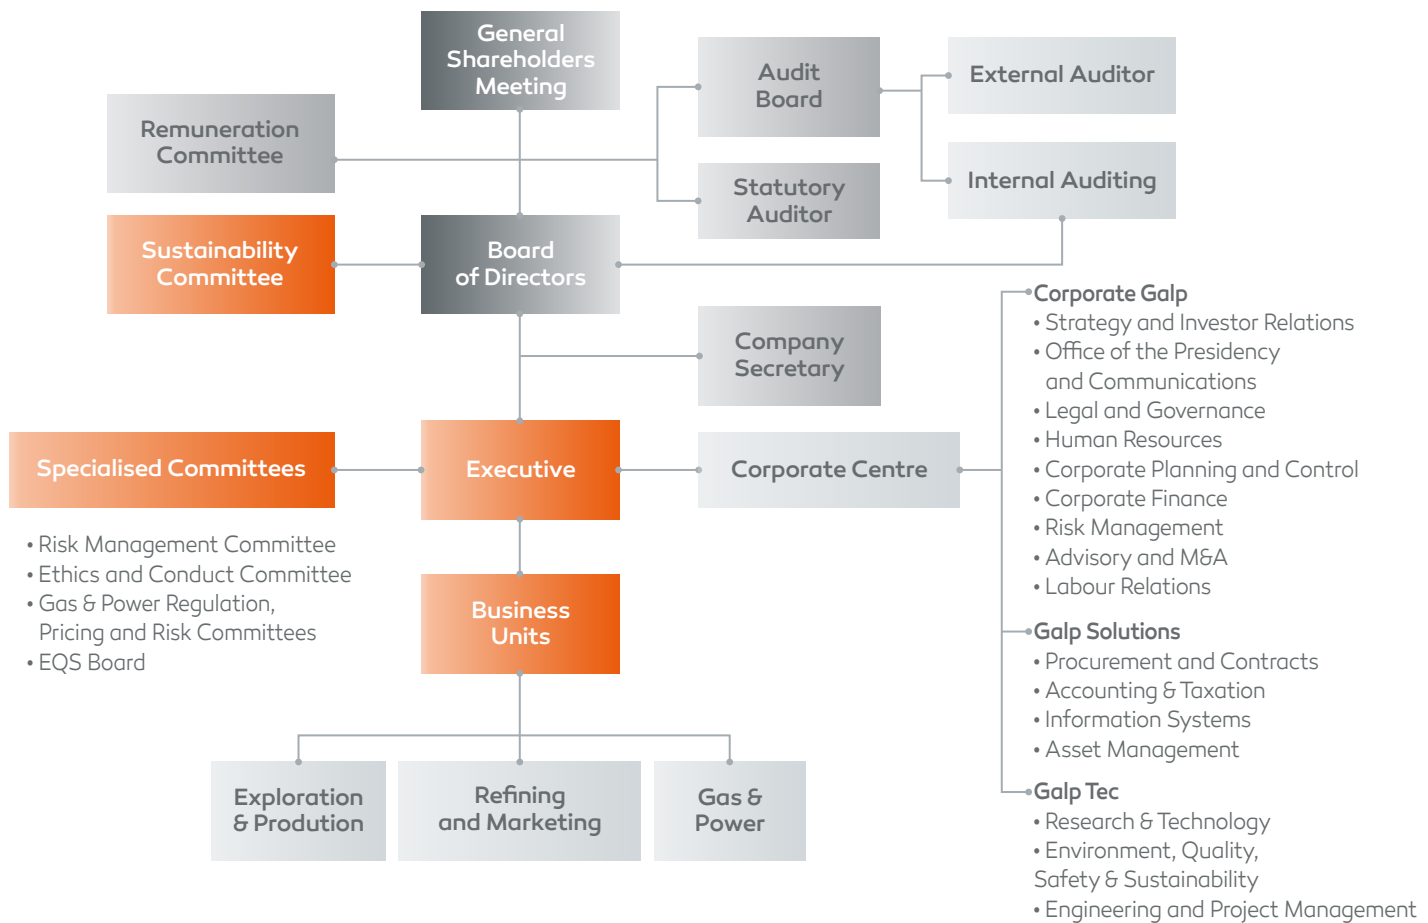 General
Shareholders
Meeting
Audit
Board
External Auditor
Remuneration
Committee
Statutory
Auditor
Internal Auditing
Sustainability
Committee
Board
of Directors
Company
Secretary
Specialised Committees
Executive
Corporate Centre
• Risk Management Committee
• Ethics and Conduct Committee
• Gas & Power Regulation,
Pricing and Risk Committees
• EQS Board
Business
Units
Exploration
& Prodution
Refining
and Marketing
Gas &
Power
Corporate Galp
• Strategy and Investor Relations
• Office of the Presidency
and Communications
• Legal and Governance
• Human Resources
• Corporate Planning and Control
• Corporate Finance
• Risk Management
• Advisory and M&A
• Labour Relations
Galp Solutions
• Procurement and Contracts
• Accounting & Taxation
• Information Systems
• Asset Management
Galp Tec
• Research & Technology
• Environment, Quality,
Safety & Sustainability
• Engineering and Project Management